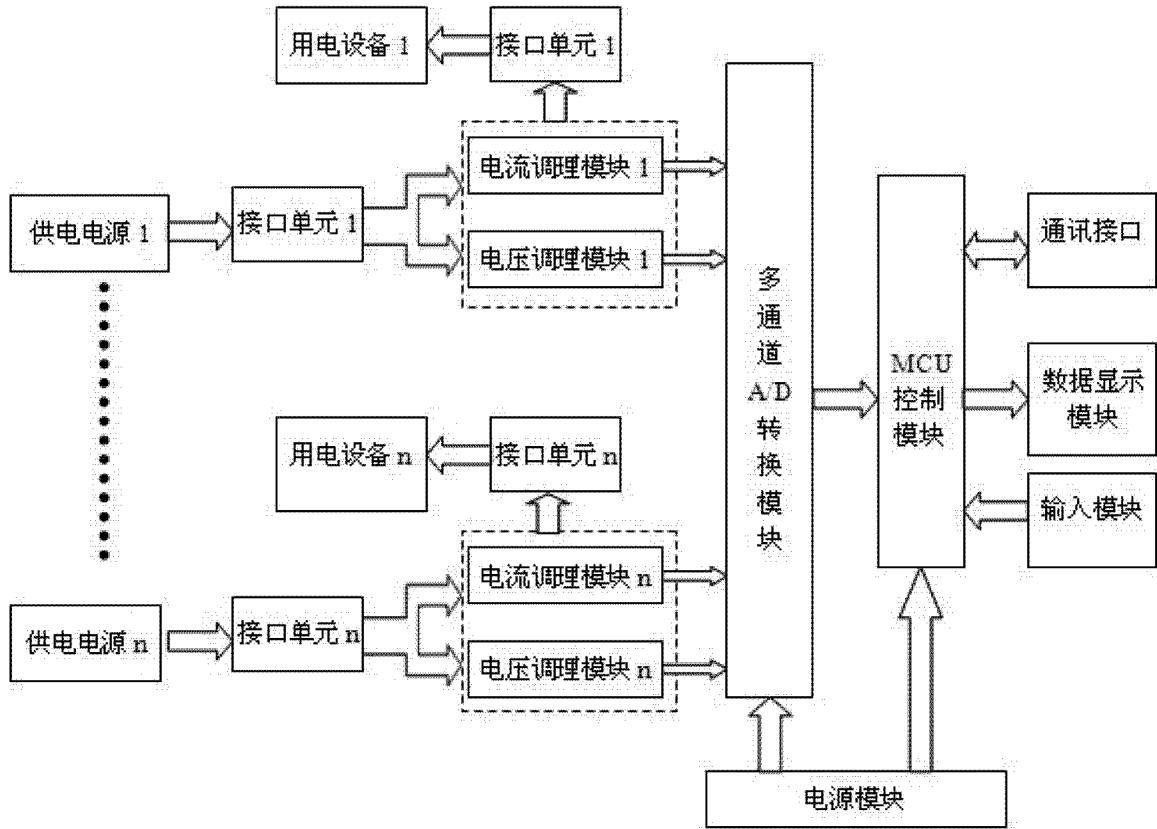 用电设备 1
接口单元 1
电流调理模块 1
供电电源 1
接口单元 1
电压调理模块 1
多
通
道
A/D
转
换
模
块
MCU
控制
模块
通讯接口
数据显示
模块
输入模块
用电设备 n
接口单元 n
电流调理模块 n
供电电源 n
接口单元 n
电压调理模块 n
电源模块